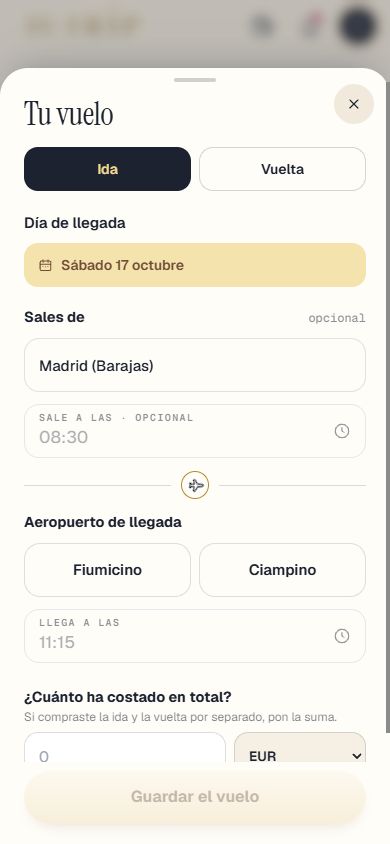 Tu vuelo
Ida
Vuelta
Día de llegada
Sábado 17 octubre
Sales de
opcional
Madrid (Barajas)
SALE A LAS · OPCIONAL
08:30
Aeropuerto de llegada
Fiumicino
Ciampino
LLEGA A LAS
11:15
¿Cuánto ha costado en total?
Si compraste la ida y la vuelta por separado, pon la suma.
0
EUR
Guardar el vuelo